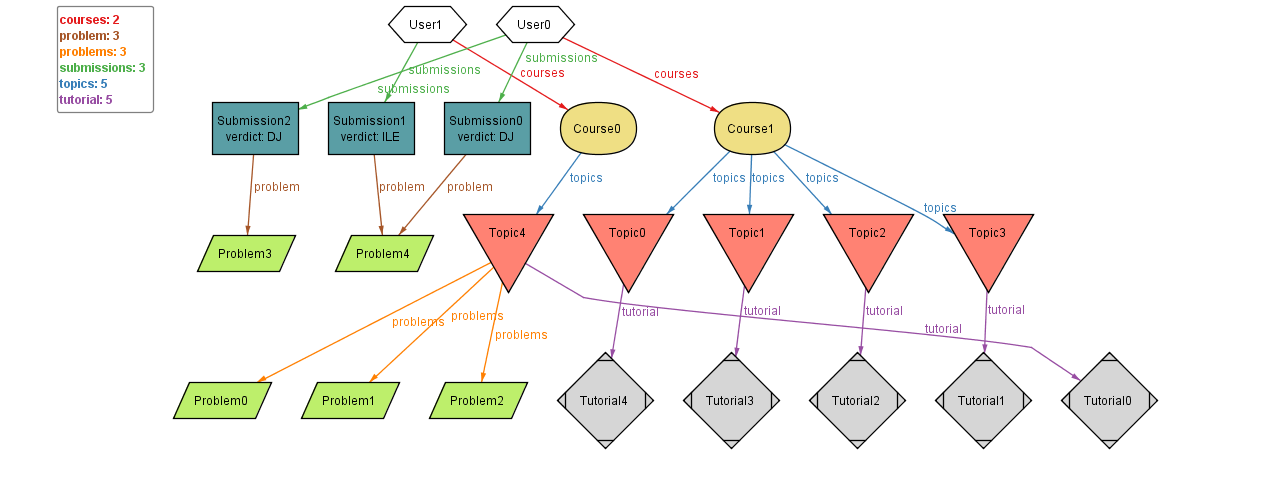 courses: 2
problem: 3
problems: 3
submissions: 3
topics: 5
tutorial: 5
User1
User0
submissions
submissions
courses
courses
submissions
Submission2
verdict: DJ
Submission1
verdict: ILE
Submission0
verdict: DJ
Course0
Course1
problem
problem
problem
topics
topics
topics
topics
topics
Problem3
Problem4
Topic4
Topic0
Topic1
Topic2
Topic3
problems
problems
problems
tutorial
tutorial
tutorial
tutorial
tutorial
Problem0
Problem1
Problem2
Tutorial4
Tutorial3
Tutorial2
Tutorial1
Tutorial0